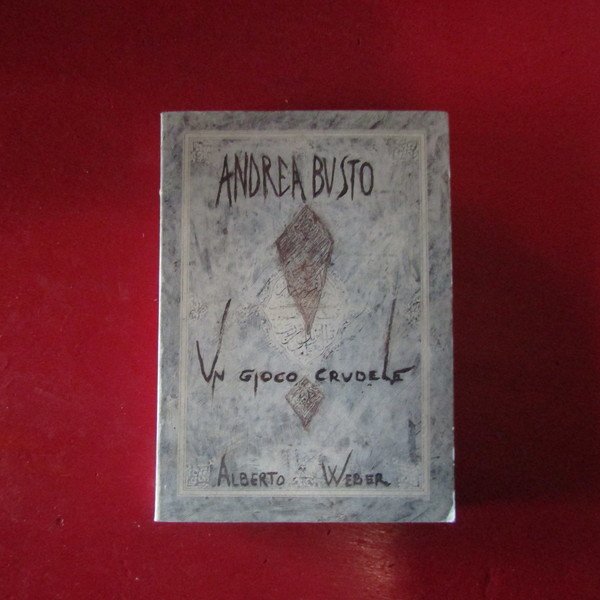 ANDREA BUSTO
UN GIOCO CRUDELE
ALBERTO WEBER